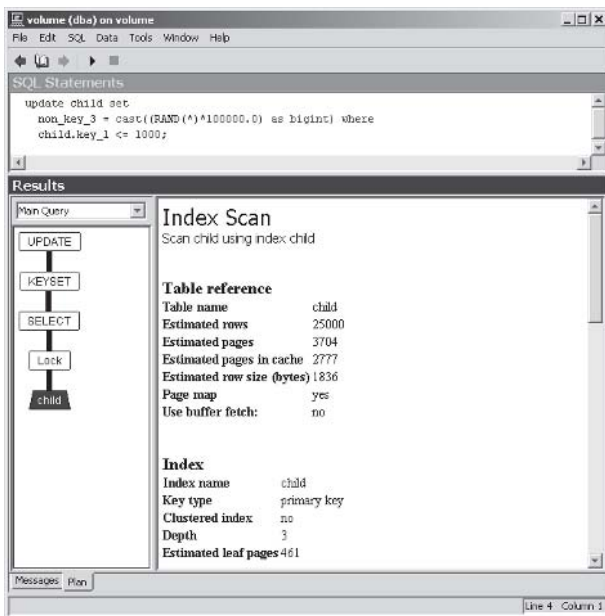 volume (dba) on volume
File Edit SQL Data Tools Window Help
SQL Statements
update child set
non_key_3 = cast((RAND(^)^100000.0) as bigint) where
child.key_1 <= 1000;
Results
Main Query
UPDATE
KEYSET
SELECT
Lock
child
Index Scan
Scan child using index child
Table reference
Table name child
Estimated rows 25000
Estimated pages 3704
Estimated pages in cache 2777
Estimated row size (bytes) 1836
Page map yes
Use buffer fetch: no
Index
Index name child
Key type primary key
Clustered index no
Depth 3
Estimated leaf pages 461
Messages Plan
Line 4 Column 1